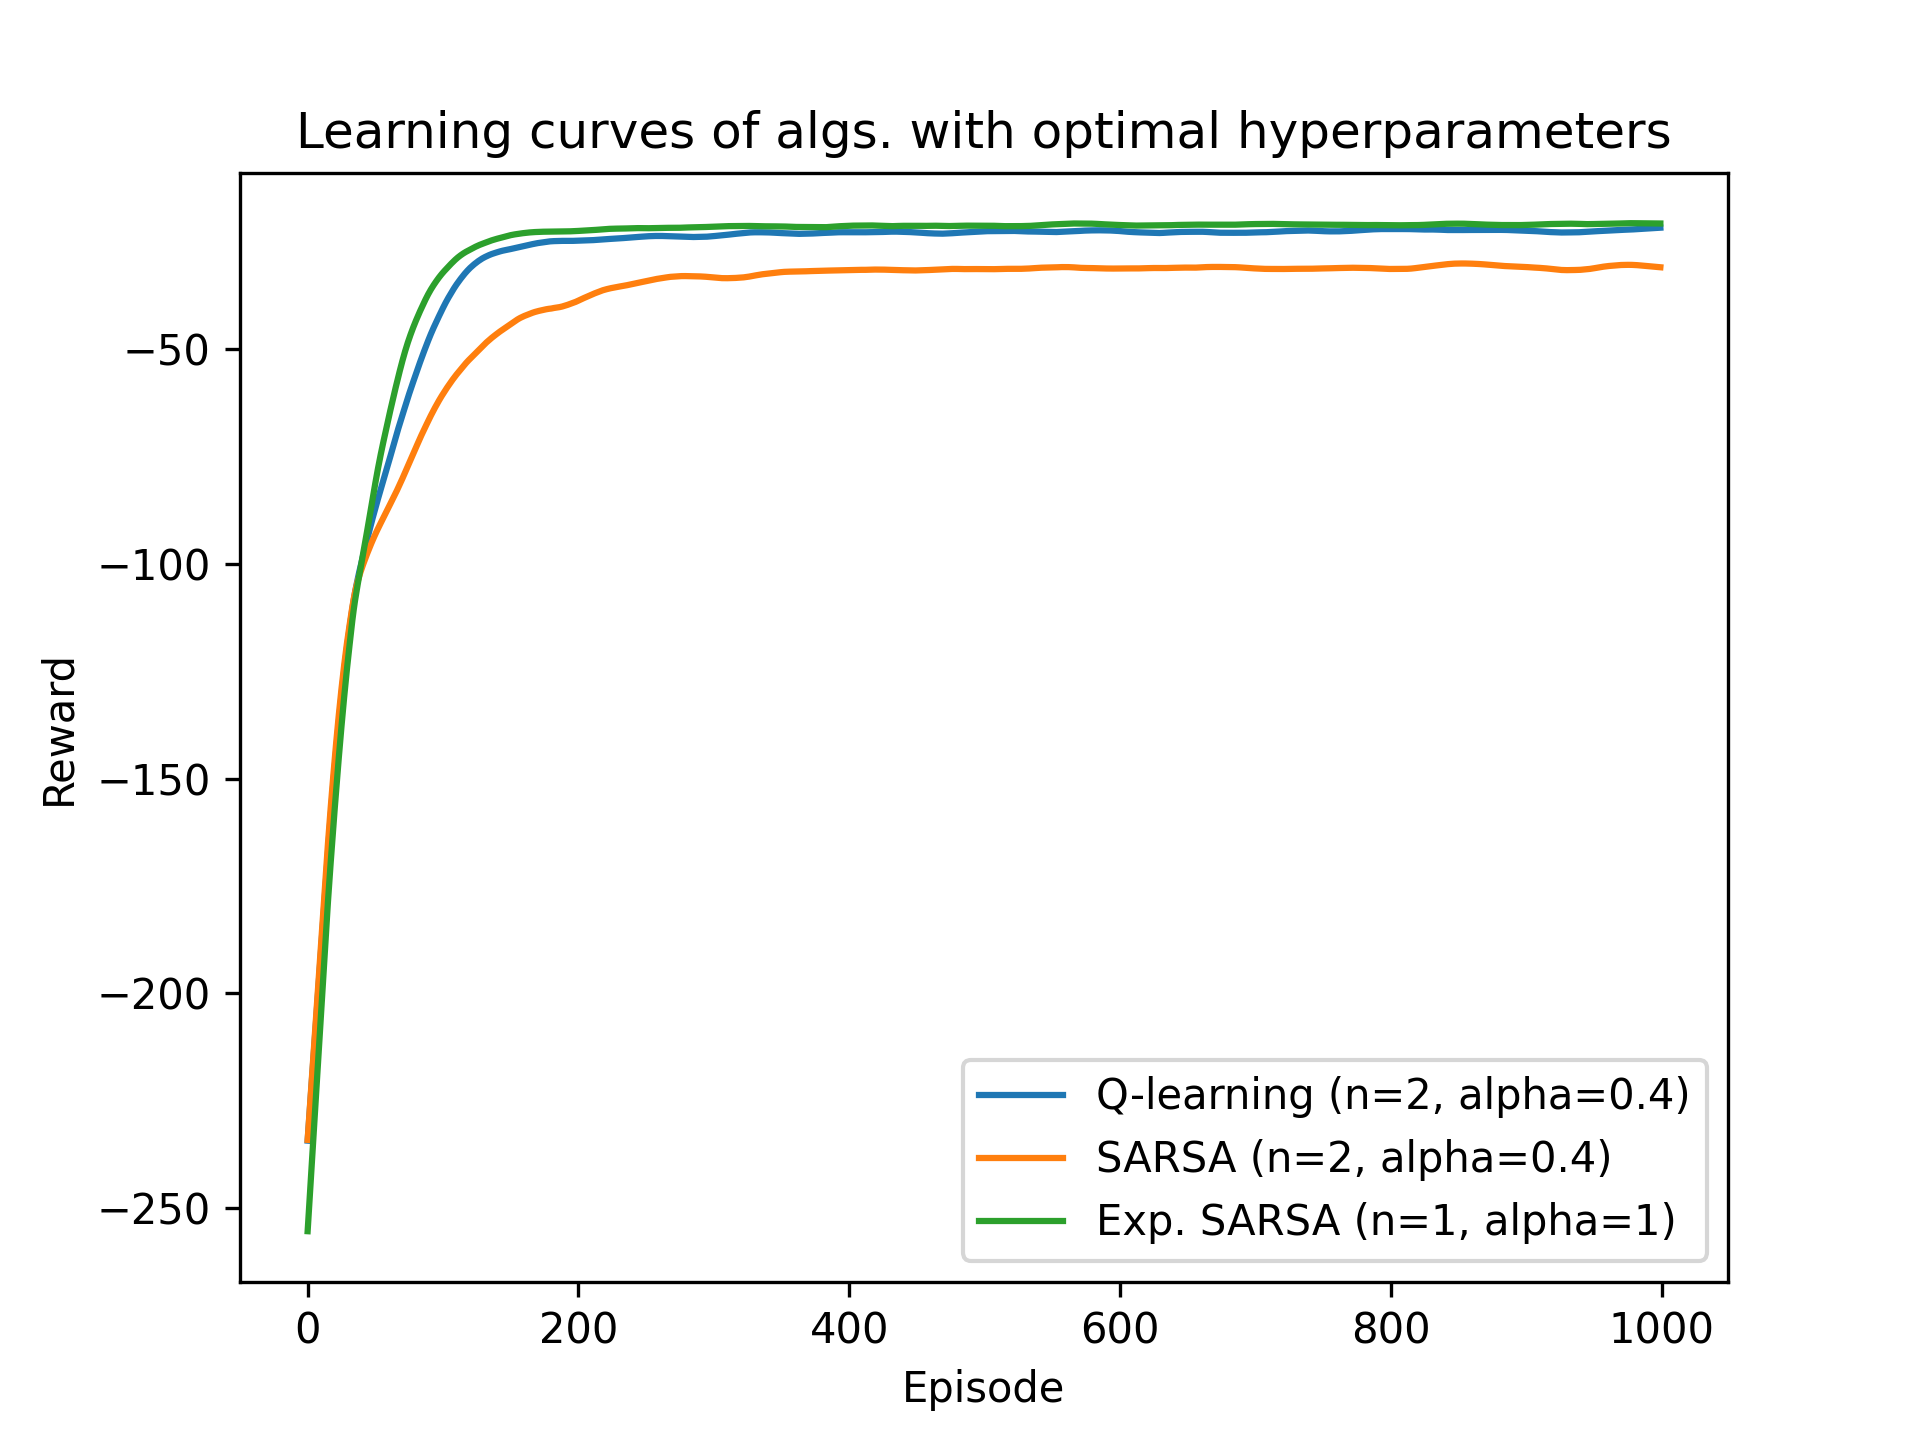 Learning curves of algs. with optimal hyperparameters
Reward
−50
−100
−150
−200
−250
Q-learning (n=2, alpha=0.4)
SARSA (n=2, alpha=0.4)
Exp. SARSA (n=1, alpha=1)
0 200 400 600 800 1000
Episode